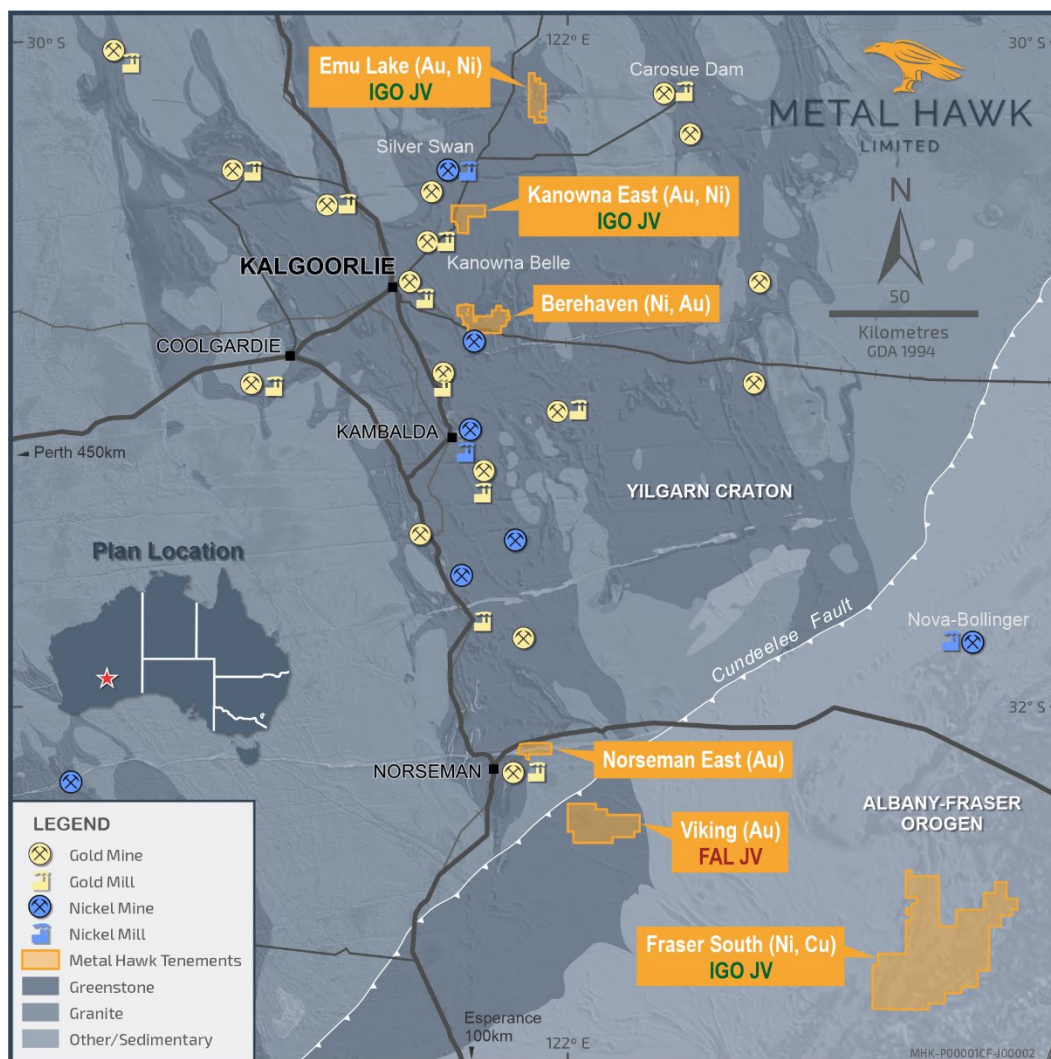 30° S
122° E
30° S
Emu Lake (Au, Ni)
IGO JV
Carosue Dam
METAL HAWK
LIMITED
Silver Swan
Kanowna East (Au, Ni)
IGO JV
N
KALGOORLIE
Kanowna Belle
Berehaven (Ni, Au)
50
Kilometres
GDA 1994
COOLGARDIE
KAMBALDA
Perth 450km
YILGARN CRATON
Plan Location
Cundeelee Fault
Nova-Bollinger
32° S
NORSEMAN
Norseman East (Au)
ALBANY-FRASER
OROGEN
Viking (Au)
FAL JV
LEGEND
Gold Mine
Gold Mill
Nickel Mine
Nickel Mill
Metal Hawk Tenements
Greenstone
Granite
Other/Sedimentary
Fraser South (Ni, Cu)
IGO JV
Esperance
100km
122° E
MHK-P00001CF-J00002